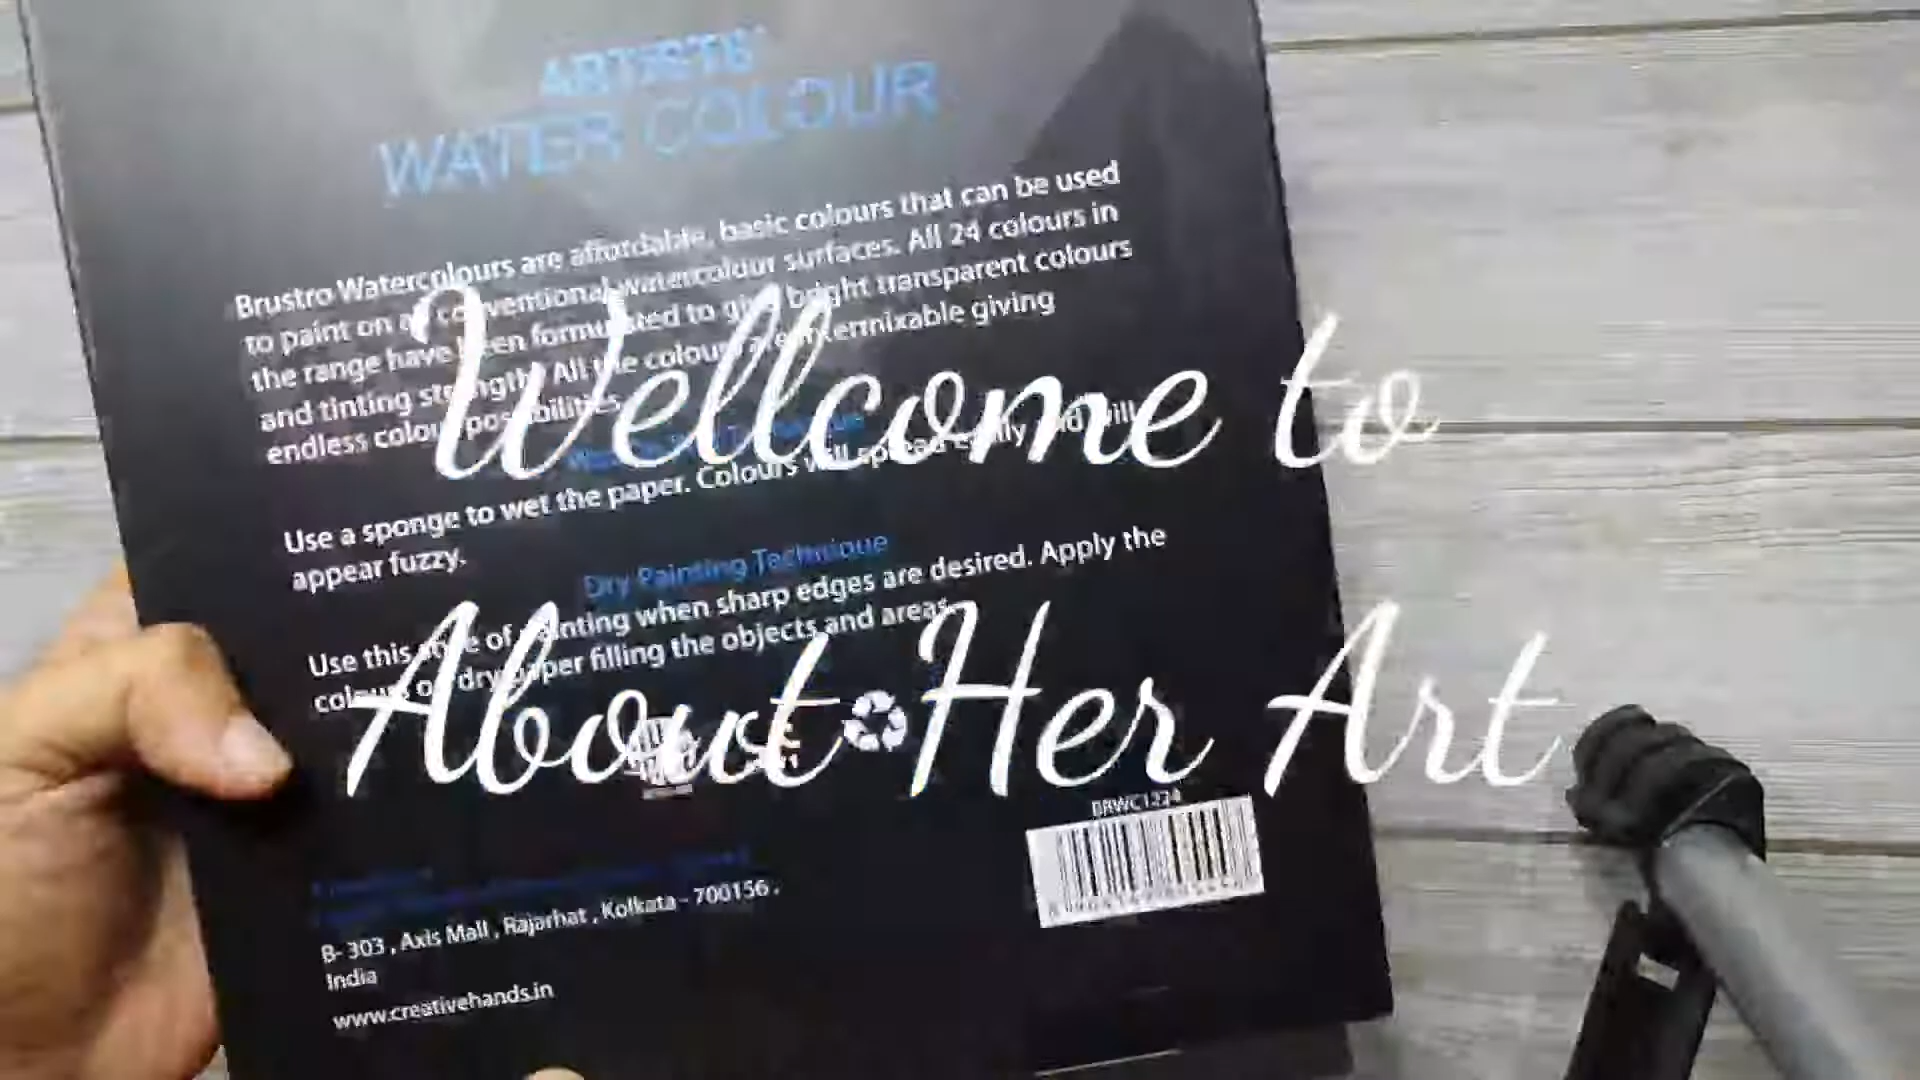 ARTISTS'
WATER COLOUR
Brustro Watercolours are affordable, basic colours that can be used
to paint on all conventional watercolour surfaces. All 24 colours in
the range have been formulated to give bright transparent colours
and tinting strength. All the colours are intermixable giving
endless colour possibilities.
Wellcome to
Use a sponge to wet the paper. Colours will spread easily and will
appear fuzzy.
Dry Painting Technique
Use this of painting when sharp edges are desired. Apply the
colours on dry paper filling the objects and areas.
About Her Art
BRWC1224
B- 303 , Axis Mall , Rajarhat , Kolkata - 700156 .
India
www.creativehands.in